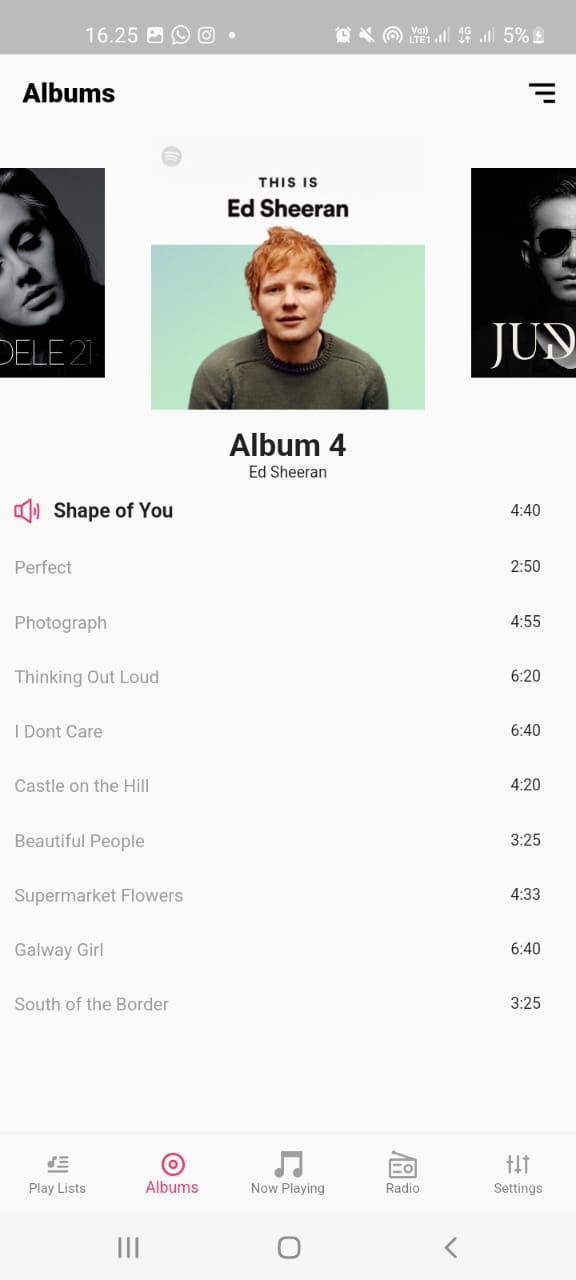 16.25
Vo)) 4G 5%
LTE1
Albums
THIS IS
Ed Sheeran
DELE 21
JUD
Album 4
Ed Sheeran
Shape of You 4:40
Perfect 2:50
Photograph 4:55
Thinking Out Loud 6:20
I Dont Care 6:40
Castle on the Hill 4:20
Beautiful People 3:25
Supermarket Flowers 4:33
Galway Girl 6:40
South of the Border 3:25
Play Lists Albums Now Playing Radio Settings